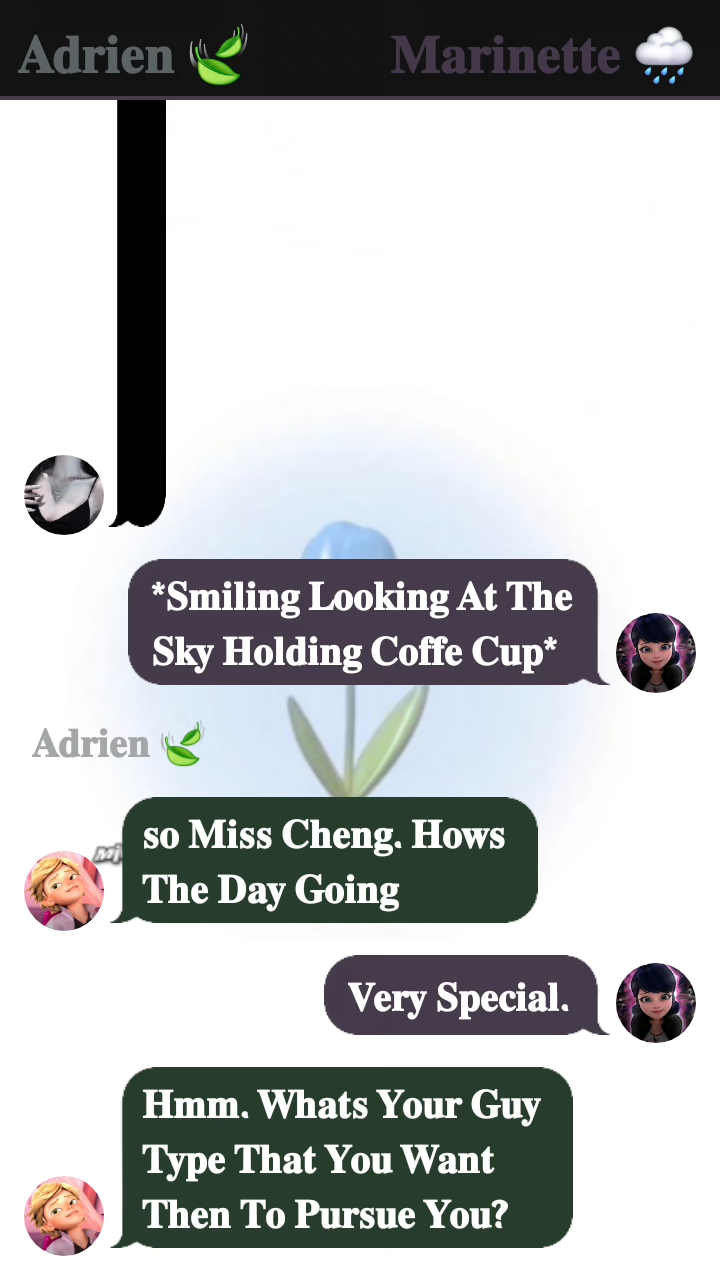 Adrien Marinette
*Smiling Looking At The
Sky Holding Coffe Cup*
Adrien
so Miss Cheng. Hows
The Day Going
Very Special.
Hmm. Whats Your Guy
Type That You Want
Then To Pursue You?